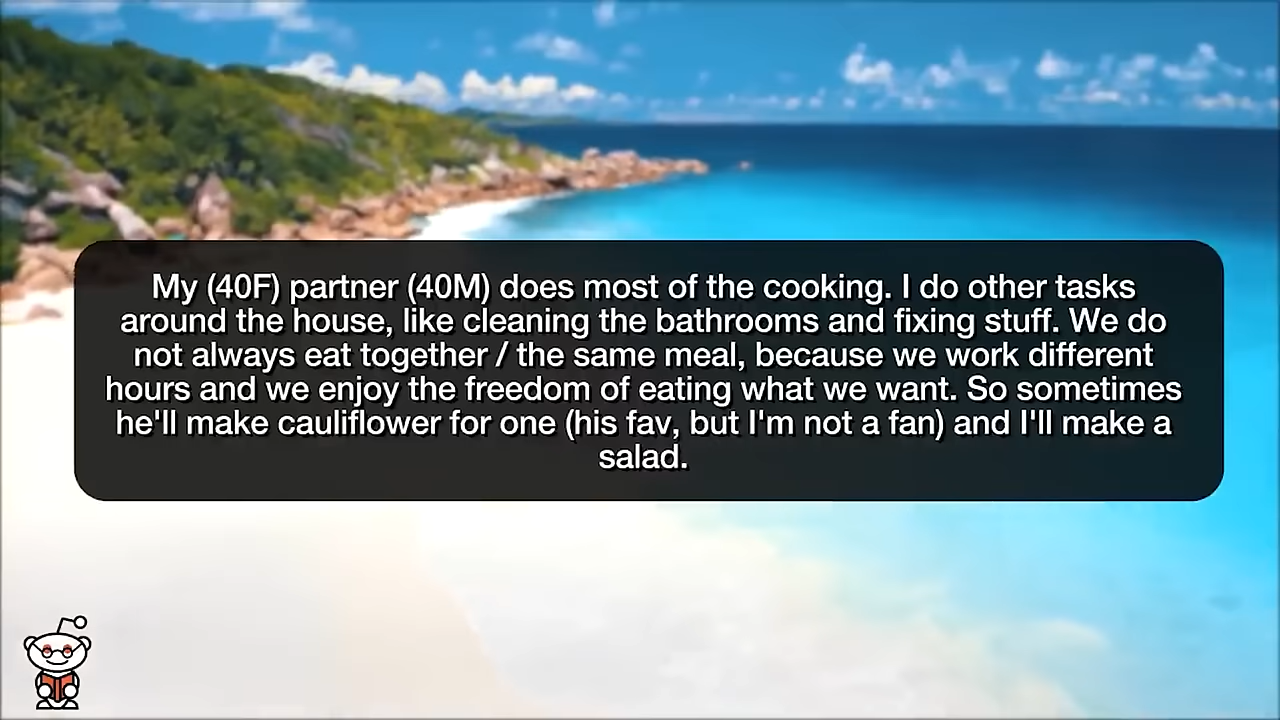 My (40F) partner (40M) does most of the cooking. I do other tasks
around the house, like cleaning the bathrooms and fixing stuff. We do
not always eat together / the same meal, because we work different
hours and we enjoy the freedom of eating what we want. So sometimes
he'll make cauliflower for one (his fav, but I'm not a fan) and I'll make a
salad.